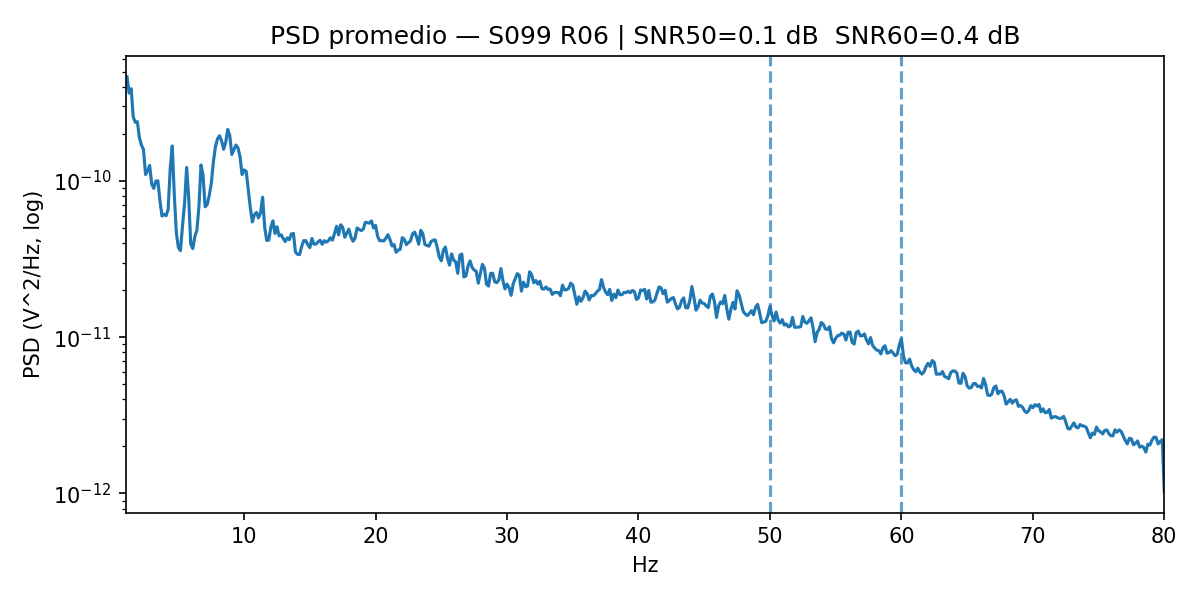 PSD promedio — S099 R06 | SNR50=0.1 dB  SNR60=0.4 dB
PSD (V^2/Hz, log)
10⁻¹⁰
10⁻¹¹
10⁻¹²
10 20 30 40 50 60 70 80
Hz